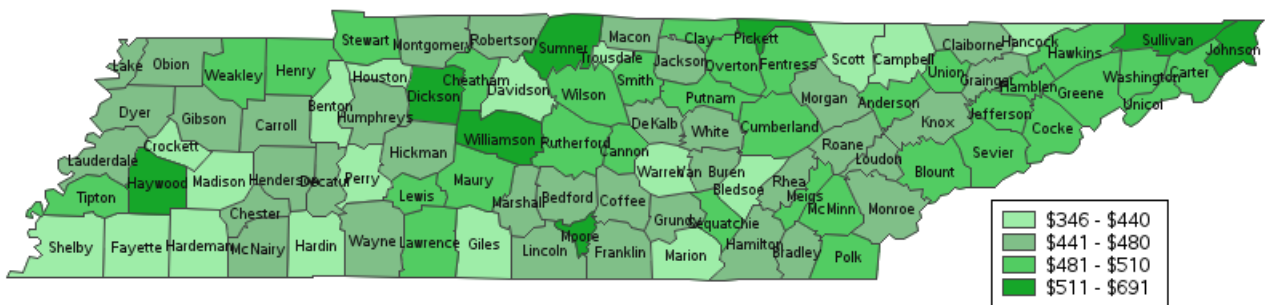 Stewart
Montgomery
Robertson
Sumner
Macon
Trousdale
Clay
Pickett
Claiborne
Hancock
Hawkins
Sullivan
Johnson
Lake
Obion
Weakley
Henry
Houston
Dickson
Cheatham
Davidson
Wilson
Smith
Jackson
Overton
Fentress
Scott
Campbell
Union
Grainger
Hamblen
Greene
Washington
Carter
Unicol
Dyer
Gibson
Carroll
Benton
Humphreys
Williamson
Rutherford
Cannon
DeKalb
Putnam
White
Cumberland
Morgan
Anderson
Knox
Jefferson
Cocke
Sevier
Crockett
Lauderdale
Haywood
Madison
Henderson
Decatur
Perry
Hickman
Lewis
Maury
Marshall
Bedford
Coffee
Warren
Van Buren
Bledsoe
Rhea
Roane
Loudon
Blount
Tipton
Chester
Moore
Grundy
Sequatchie
Meigs
McMinn
Monroe
Shelby
Fayette
Hardeman
McNairy
Hardin
Wayne
Lawrence
Giles
Lincoln
Franklin
Marion
Hamilton
Bradley
Polk
$346 - $440
$441 - $480
$481 - $510
$511 - $691